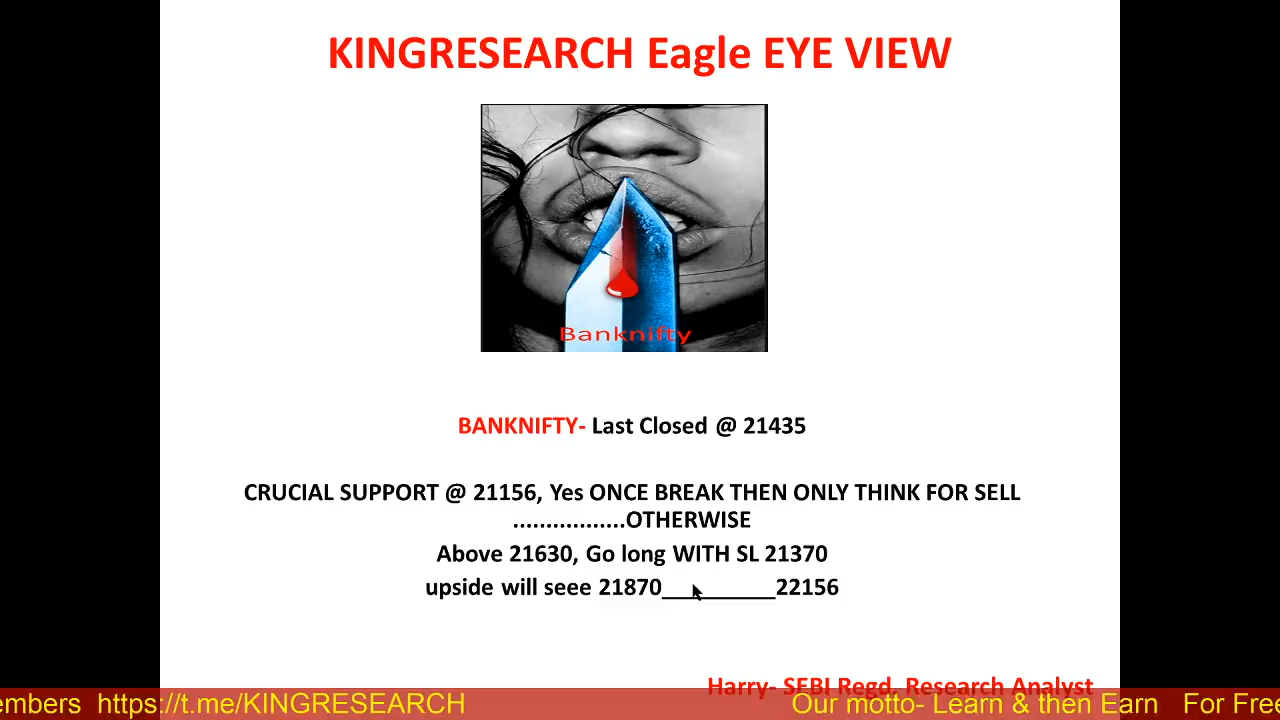 KINGRESEARCH Eagle EYE VIEW
Banknifty
BANKNIFTY- Last Closed @ 21435
CRUCIAL SUPPORT @ 21156, Yes ONCE BREAK THEN ONLY THINK FOR SELL
.................OTHERWISE
Above 21630, Go long WITH SL 21370
upside will seee 21870__________22156
Harry- SEBI Regd. Research Analyst
embers https://t.me/KINGRESEARCH Our motto- Learn & then Earn For Free